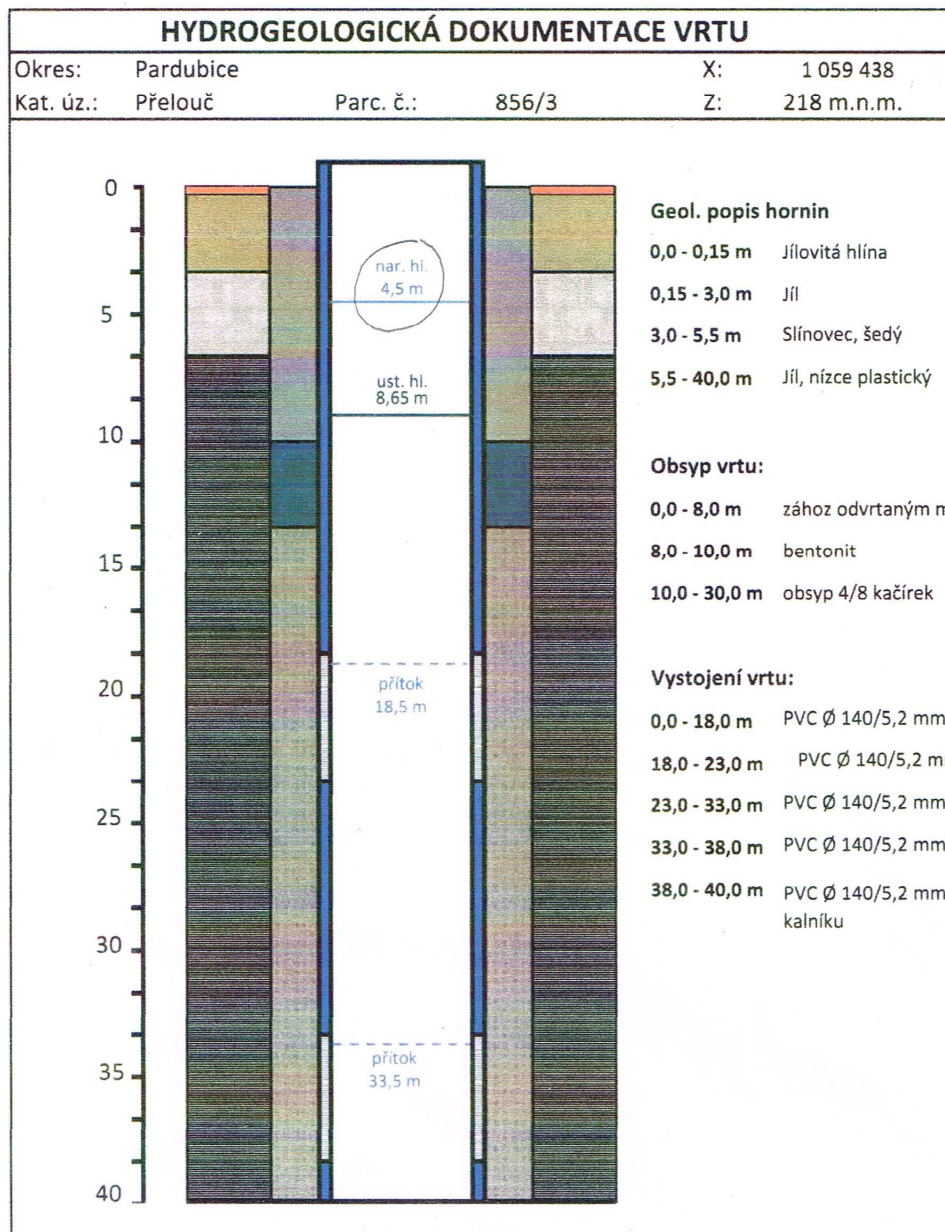 HYDROGEOLOGICKÁ DOKUMENTACE VRTU
Okres: Pardubice X: 1 059 438
Kat. úz.: Přelouč Parc. č.: 856/3 Z: 218 m.n.m.
0
5
10
15
20
25
30
35
40
nar. hl.
4,5 m
ust. hl.
8,65 m
přítok
18,5 m
přítok
33,5 m
Geol. popis hornin
0,0 - 0,15 m Jílovitá hlína
0,15 - 3,0 m Jíl
3,0 - 5,5 m Slínovec, šedý
5,5 - 40,0 m Jíl, nízce plastický
Obsyp vrtu:
0,0 - 8,0 m zához odvrtaným
8,0 - 10,0 m bentonit
10,0 - 30,0 m obsyp 4/8 kačírek
Vystojení vrtu:
0,0 - 18,0 m PVC Ø 140/5,2 mm
18,0 - 23,0 m PVC Ø 140/5,2 m
23,0 - 33,0 m PVC Ø 140/5,2 mm
33,0 - 38,0 m PVC Ø 140/5,2 mm
38,0 - 40,0 m PVC Ø 140/5,2 mm
kalníku